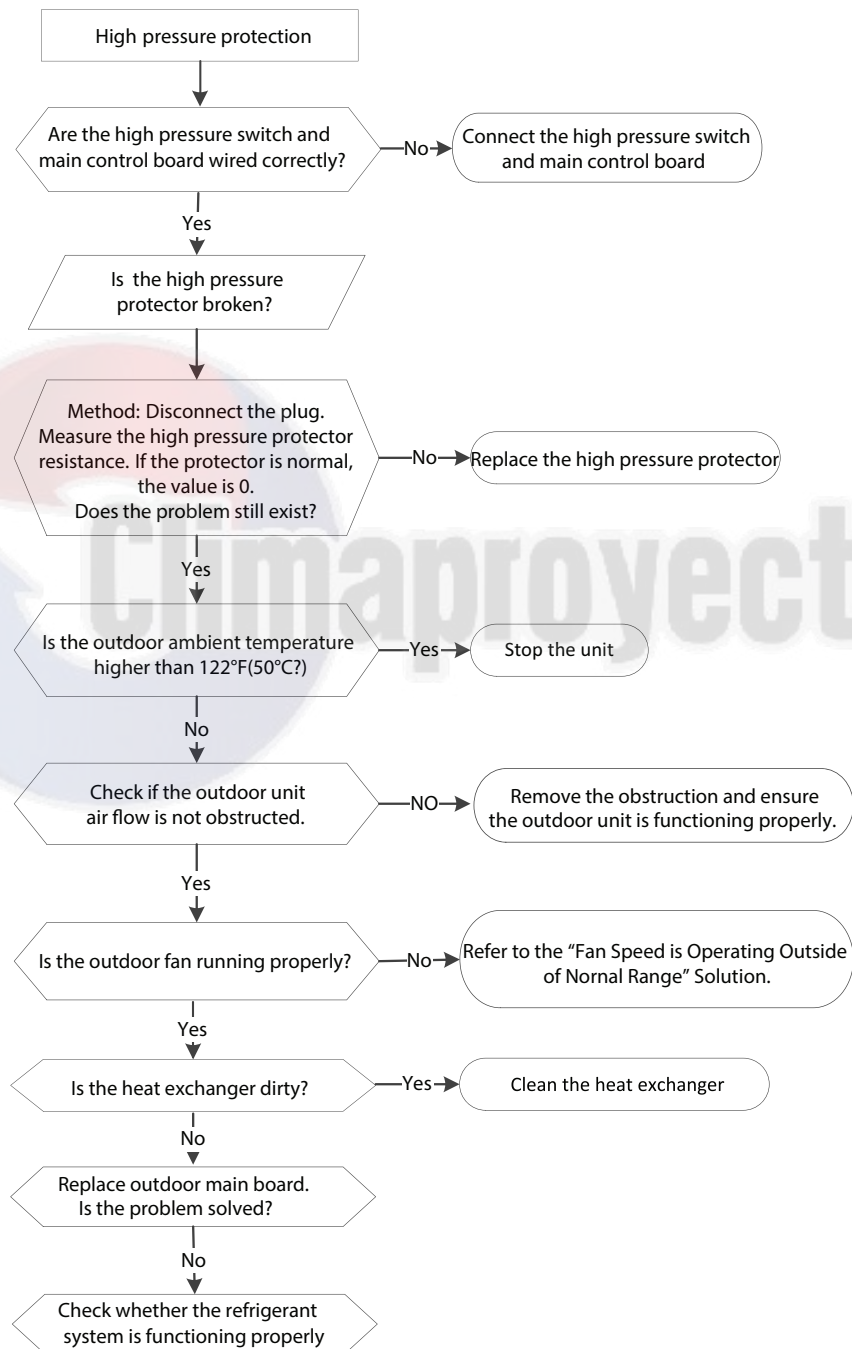 High pressure protection
Are the high pressure switch and
main control board wired correctly?
No
Connect the high pressure switch
and main control board
Yes
Is the high pressure
protector broken?
Method: Disconnect the plug.
Measure the high pressure protector
resistance. If the protector is normal,
the value is 0.
Does the problem still exist?
No
Replace the high pressure protector
Yes
Climaproyect
Is the outdoor ambient temperature
higher than 122°F(50°C?)
Yes
Stop the unit
No
Check if the outdoor unit
air flow is not obstructed.
NO
Remove the obstruction and ensure
the outdoor unit is functioning properly.
Yes
Is the outdoor fan running properly?
No
Refer to the “Fan Speed is Operating Outside
of Nornal Range” Solution.
Yes
Is the heat exchanger dirty?
Yes
Clean the heat exchanger
No
Replace outdoor main board.
Is the problem solved?
No
Check whether the refrigerant
system is functioning properly